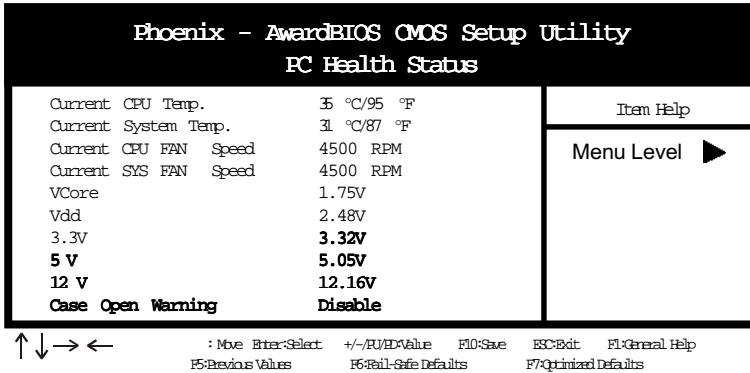 Phoenix - AwardBIOS CMOS Setup Utility
PC Health Status
Current CPU Temp. 35 °C/95 °F
Current System Temp. 31 °C/87 °F
Current CPU FAN Speed 4500 RPM
Current SYS FAN Speed 4500 RPM
VCore 1.75V
Vdd 2.48V
3.3V 3.32V
5 V 5.05V
12 V 12.16V
Case Open Warning Disable
Item Help
Menu Level ▶
↑↓→← : Move Enter:Select +/-/PU/PD:Value F10:Save ESC:Exit F1:General Help
F5:Previous Values F6:Fail-Safe Defaults F7:Optimized Defaults